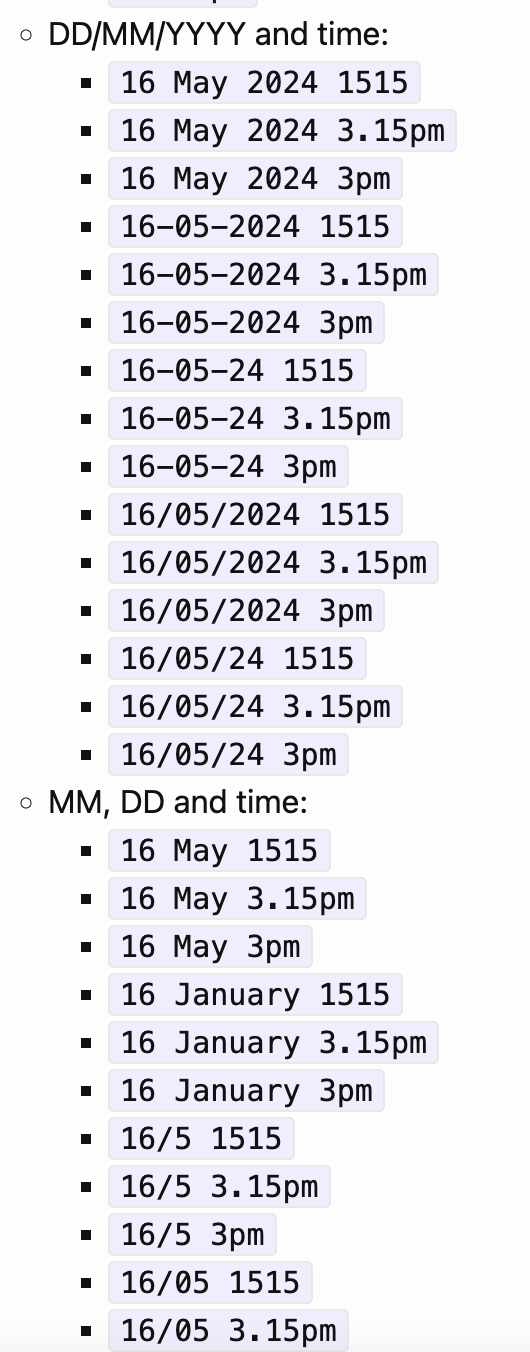 DD/MM/YYYY and time:
16 May 2024 1515
16 May 2024 3.15pm
16 May 2024 3pm
16-05-2024 1515
16-05-2024 3.15pm
16-05-2024 3pm
16-05-24 1515
16-05-24 3.15pm
16-05-24 3pm
16/05/2024 1515
16/05/2024 3.15pm
16/05/2024 3pm
16/05/24 1515
16/05/24 3.15pm
16/05/24 3pm
MM, DD and time:
16 May 1515
16 May 3.15pm
16 May 3pm
16 January 1515
16 January 3.15pm
16 January 3pm
16/5 1515
16/5 3.15pm
16/5 3pm
16/05 1515
16/05 3.15pm